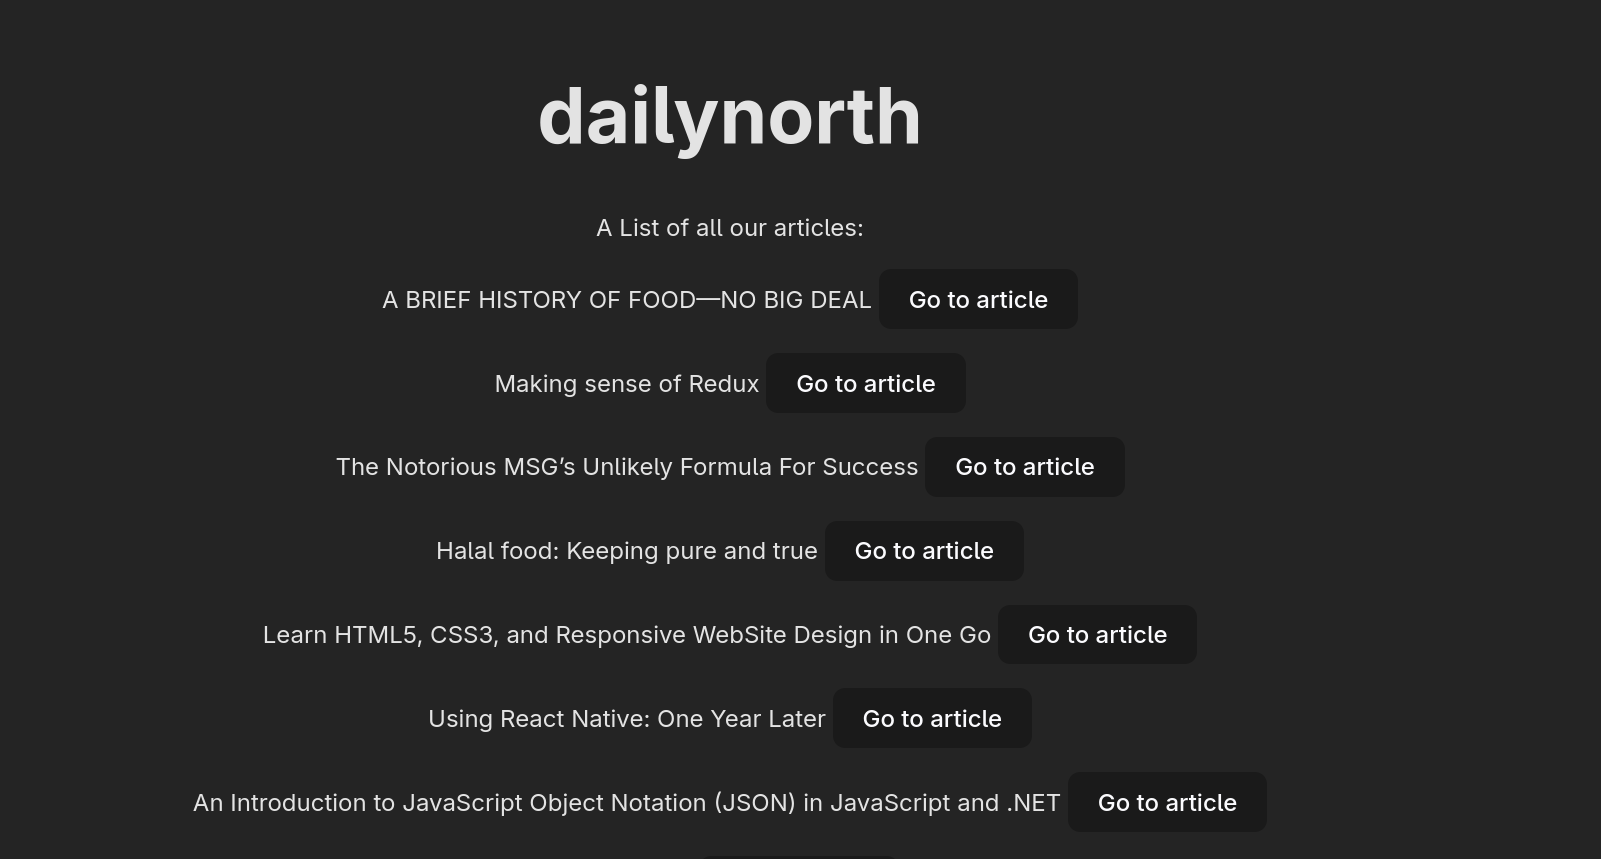 dailynorth
A List of all our articles:
A BRIEF HISTORY OF FOOD—NO BIG DEAL Go to article
Making sense of Redux Go to article
The Notorious MSG’s Unlikely Formula For Success Go to article
Halal food: Keeping pure and true Go to article
Learn HTML5, CSS3, and Responsive WebSite Design in One Go Go to article
Using React Native: One Year Later Go to article
An Introduction to JavaScript Object Notation (JSON) in JavaScript and .NET Go to article